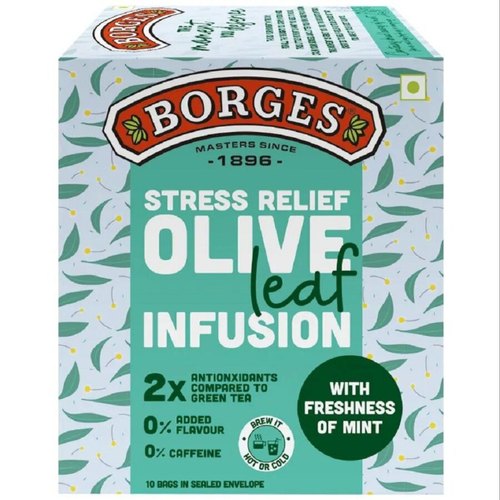 BORGES
MASTERS SINCE
-1896-
STRESS RELIEF
OLIVE
leaf
INFUSION
2x ANTIONXIDANTS
COMPARED TO
GREEN TEA
0% ADDED
FLAVOUR
0% CAFFEINE
BREW IT
HOT OR COLD
WITH
FRESHNESS
OF MINT
10 BAGS IN SEALED ENVELOPE